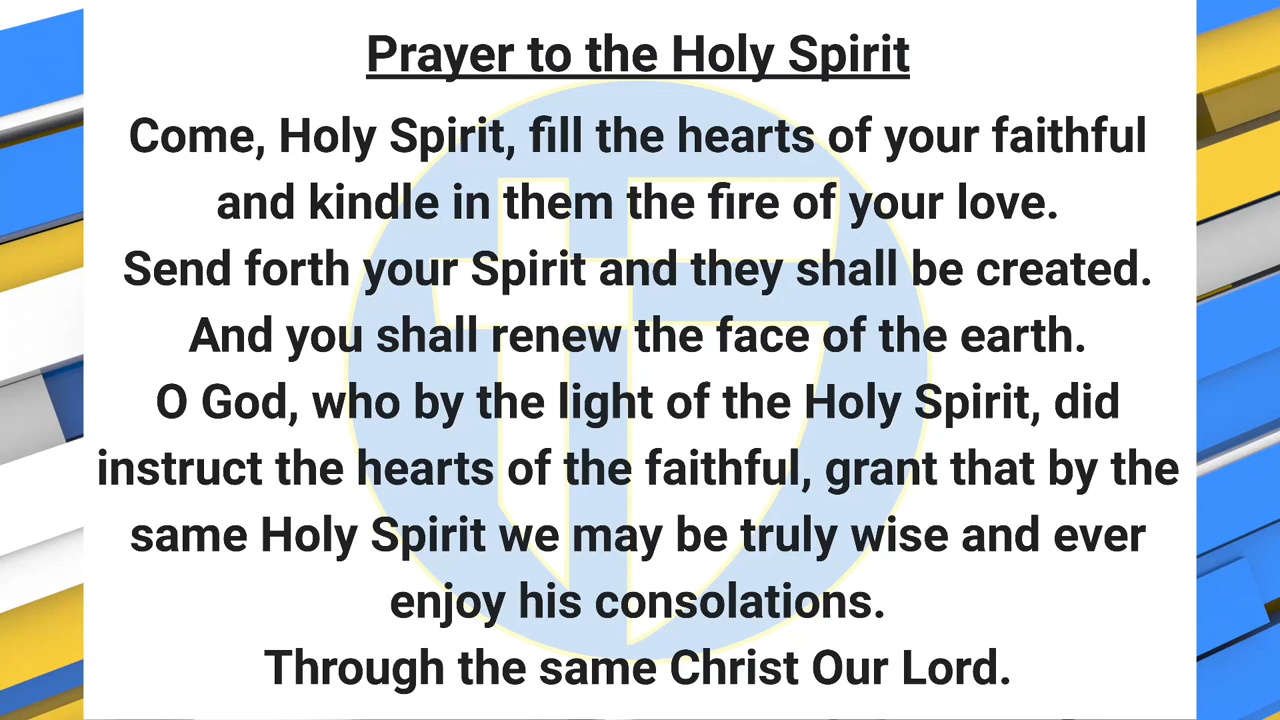 Prayer to the Holy Spirit
Come, Holy Spirit, fill the hearts of your faithful
and kindle in them the fire of your love.
Send forth your Spirit and they shall be created.
And you shall renew the face of the earth.
O God, who by the light of the Holy Spirit, did
instruct the hearts of the faithful, grant that by the
same Holy Spirit we may be truly wise and ever
enjoy his consolations.
Through the same Christ Our Lord.